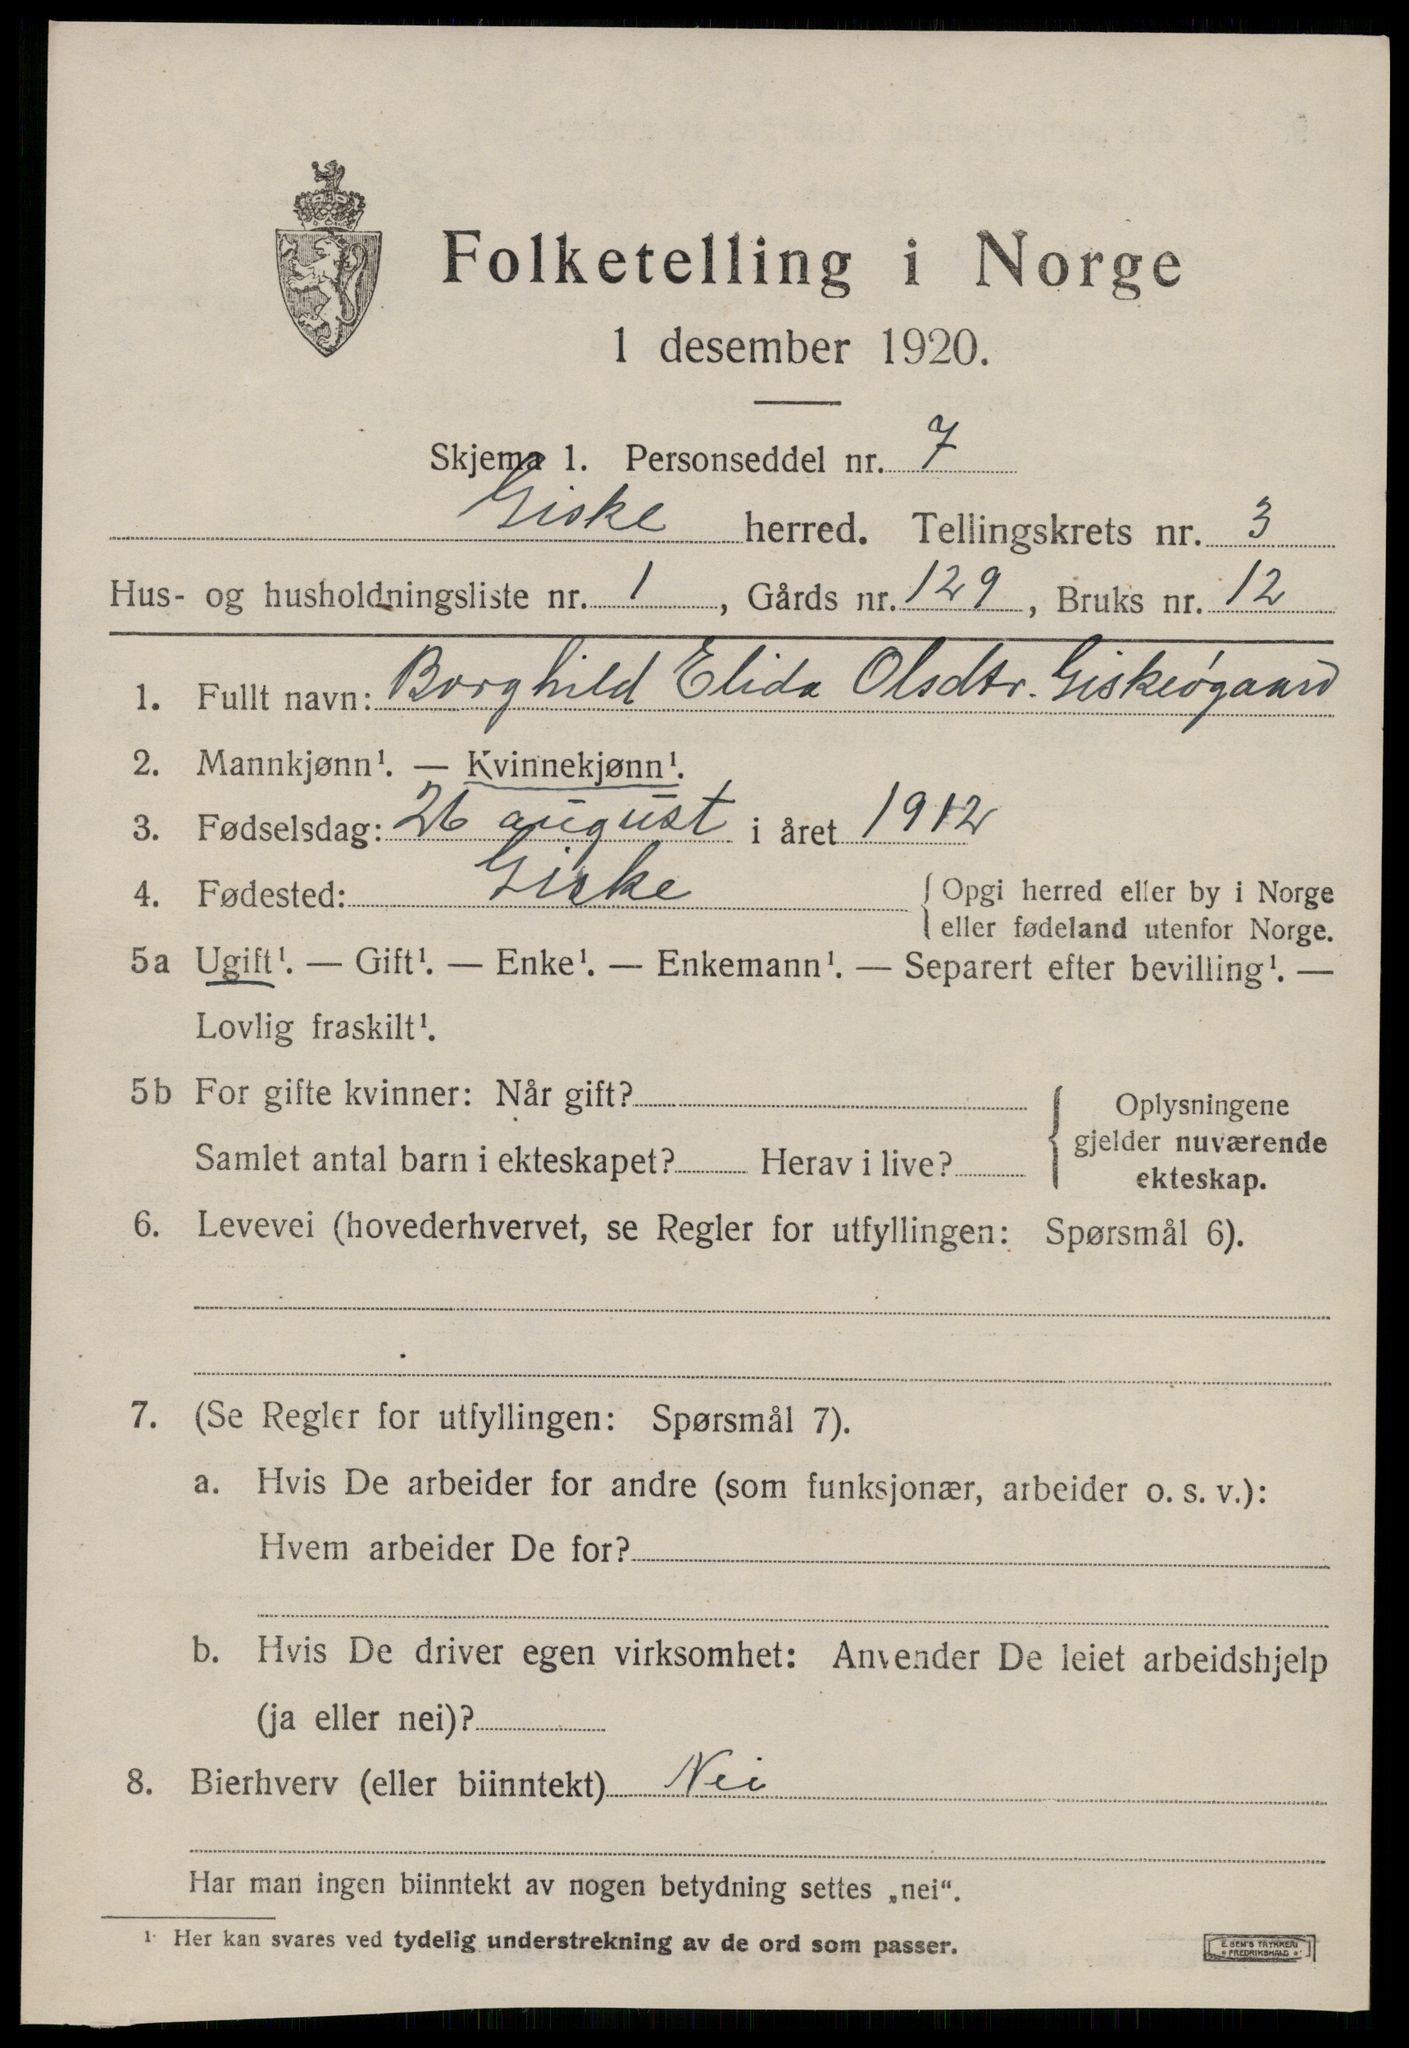 Folketelling i Norge
1 desember 1920.
Skjema 1. Personseddel nr. 7
Giske herred. Tellingskrets nr. 3
Hus- og husholdningsliste nr. 1, Gårds nr. 129, Bruks nr. 12
1. Fullt navn: Borghild Elida Olsdtr. Giskeøgaard
2. Mannkjønn¹. — Kvinnekjønn¹.
3. Fødselsdag: 26 august i året 1912
4. Fødested: Giske { Opgi herred eller by i Norge
eller fødeland utenfor Norge.
5a Ugift¹. — Gift¹. — Enke¹. — Enkemann¹. — Separert efter bevilling¹. —
Lovlig fraskilt¹.
5b For gifte kvinner: Når gift?
Samlet antal barn i ekteskapet? Herav i live?
{ Oplysningene
gjelder nuværende
ekteskap.
6. Levevei (hovederhvervet, se Regler for utfyllingen: Spørsmål 6).
7. (Se Regler for utfyllingen: Spørsmål 7).
a. Hvis De arbeider for andre (som funksjonær, arbeider o. s. v.):
Hvem arbeider De for?
b. Hvis De driver egen virksomhet: Anvender De leiet arbeidshjelp
(ja eller nei)?
8. Bierhverv (eller biinntekt) Nei
Har man ingen biinntekt av nogen betydning settes „nei“.
¹· Her kan svares ved tydelig understrekning av de ord som passer.
E. SEM'S TRYKKERI
FREDRIKSHALD